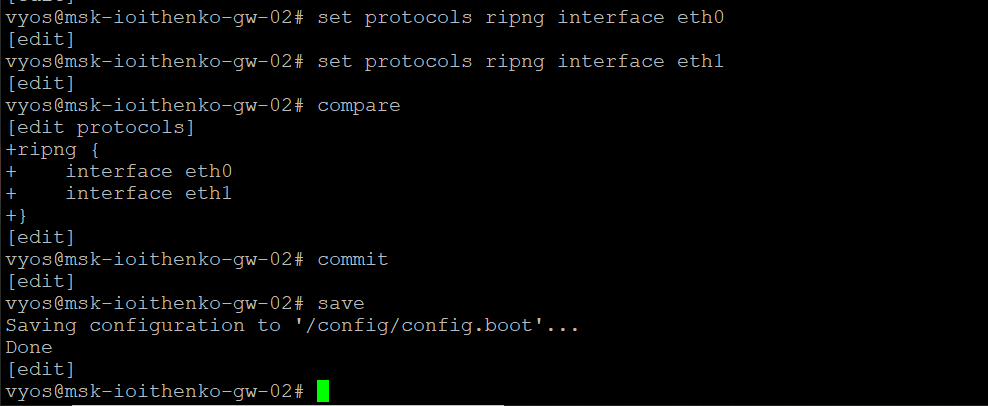 vyos@msk-ioithenko-gw-02# set protocols ripng interface eth0
[edit]
vyos@msk-ioithenko-gw-02# set protocols ripng interface eth1
[edit]
vyos@msk-ioithenko-gw-02# compare
[edit protocols]
+ripng {
+    interface eth0
+    interface eth1
+}
[edit]
vyos@msk-ioithenko-gw-02# commit
[edit]
vyos@msk-ioithenko-gw-02# save
Saving configuration to '/config/config.boot'...
Done
[edit]
vyos@msk-ioithenko-gw-02#